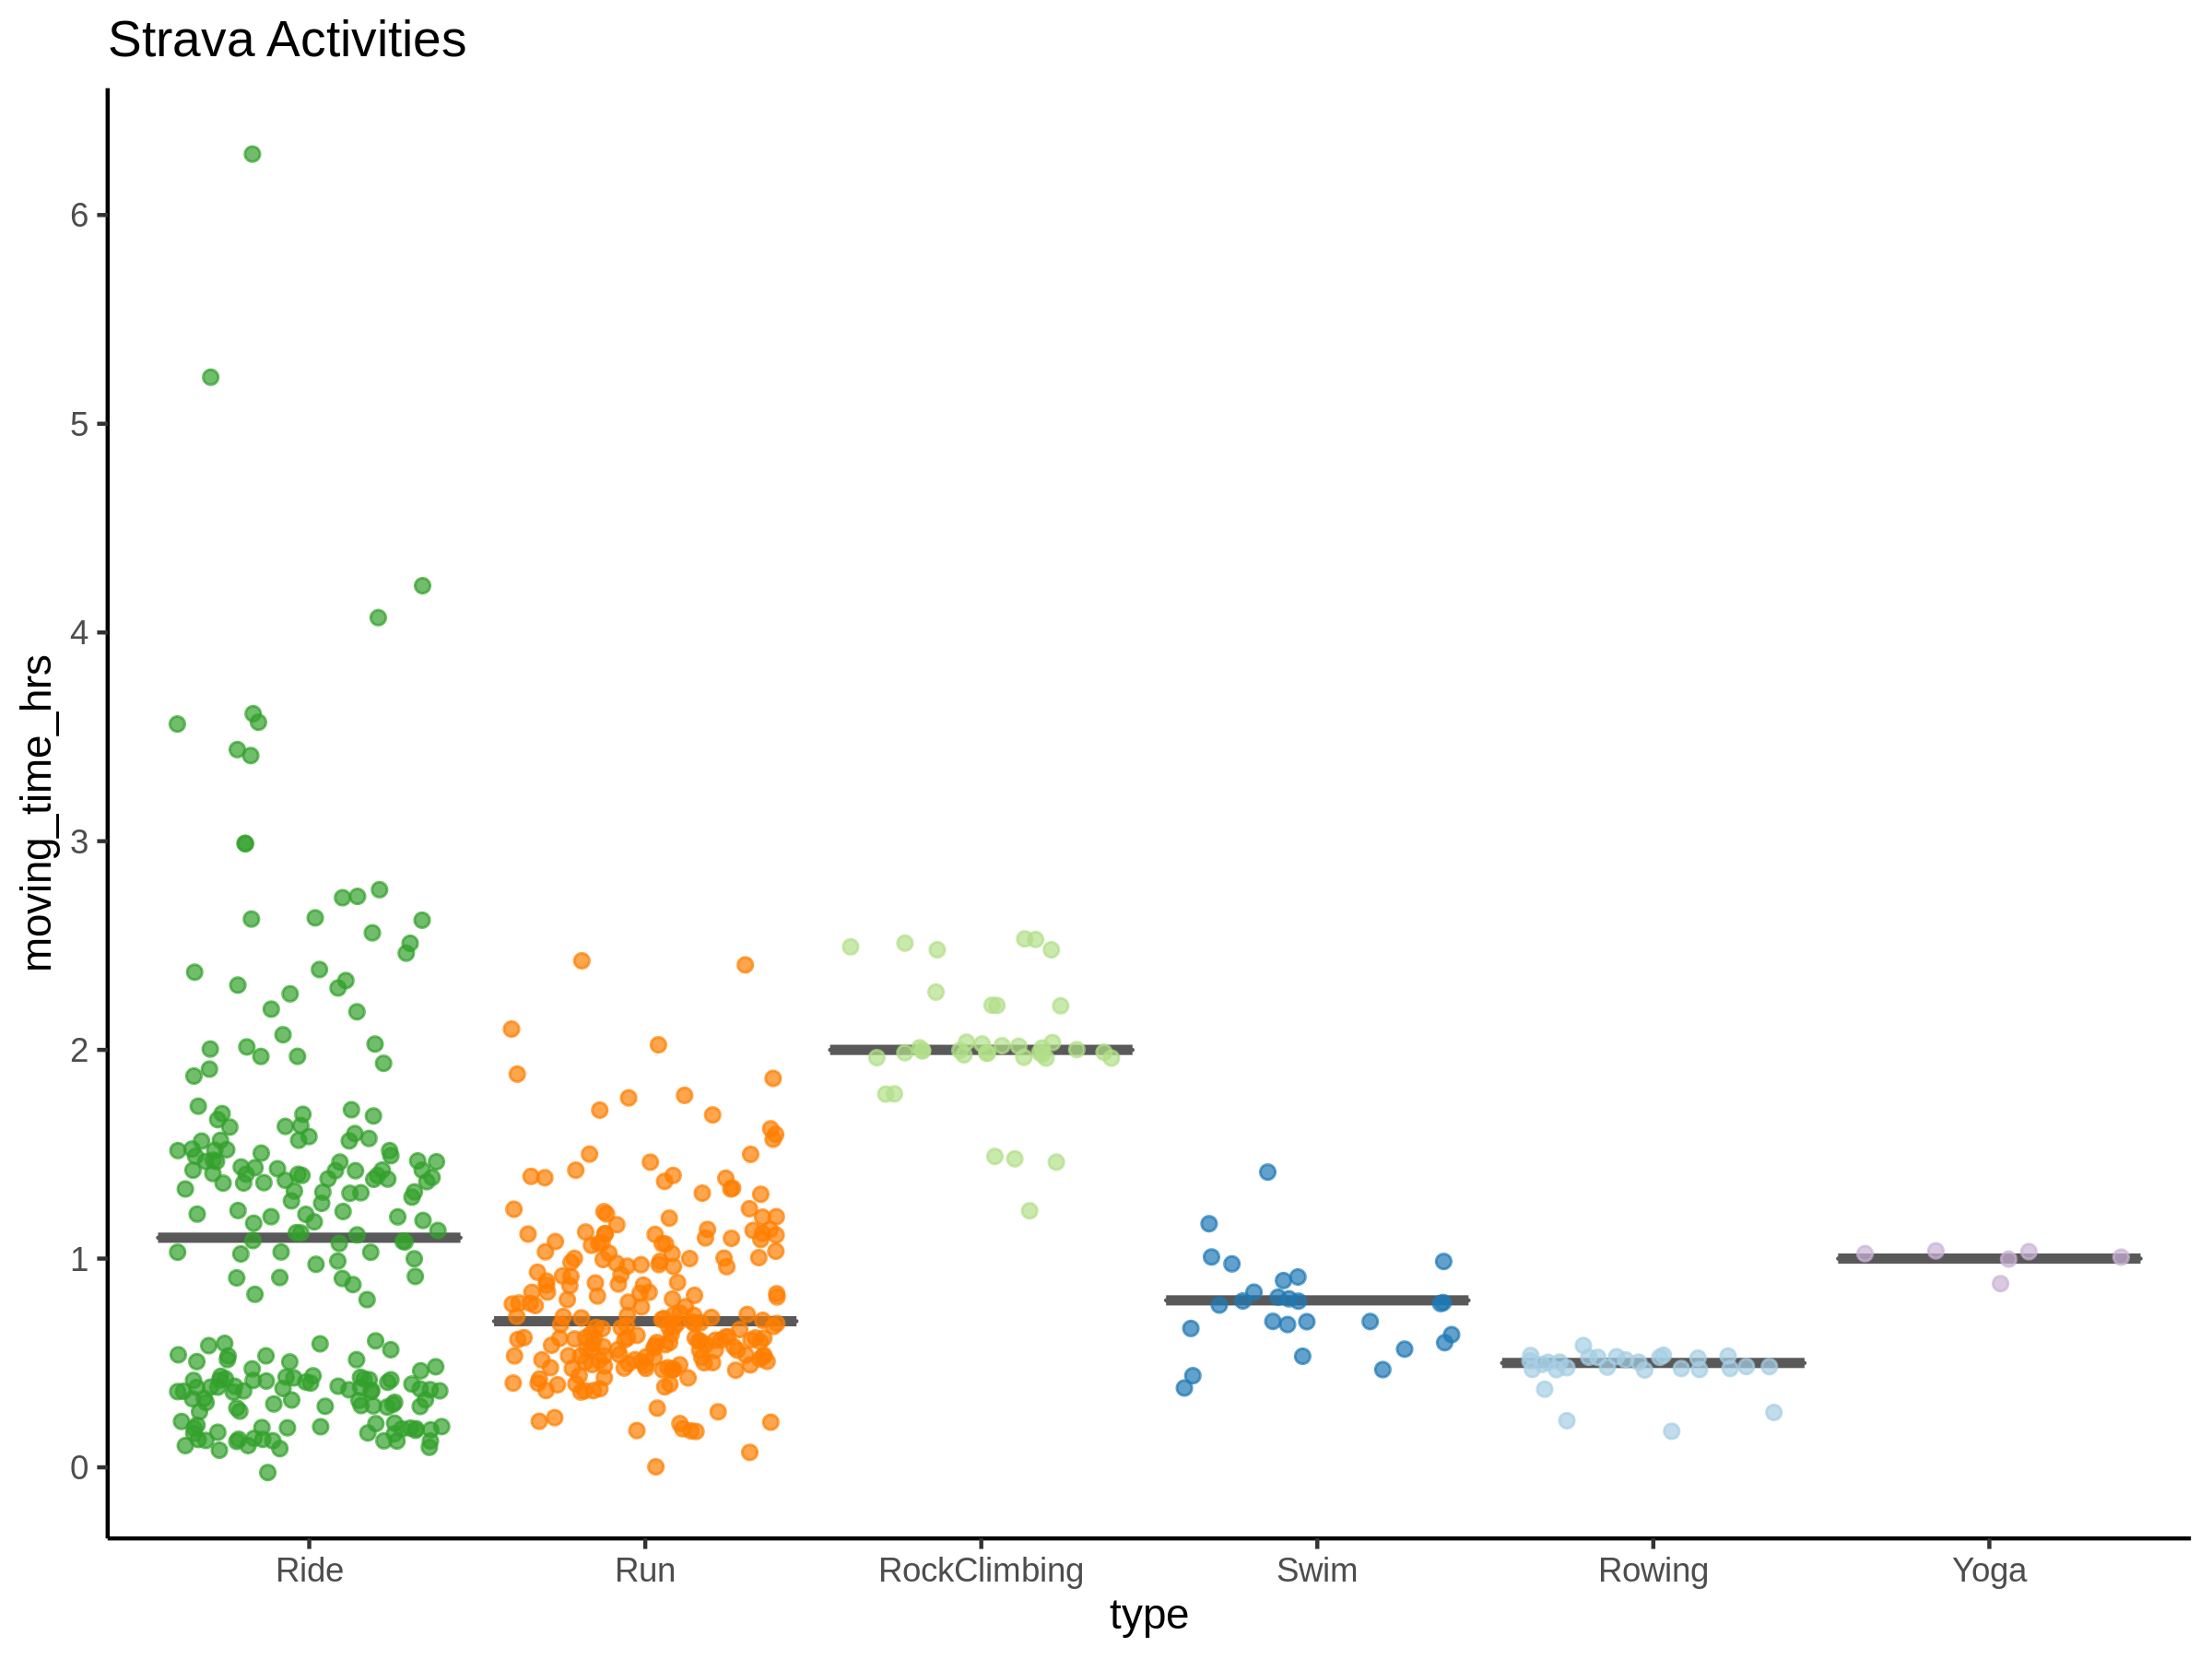 Strava Activities
moving_time_hrs
6
5
4
3
2
1
0
Ride Run RockClimbing Swim Rowing Yoga
type